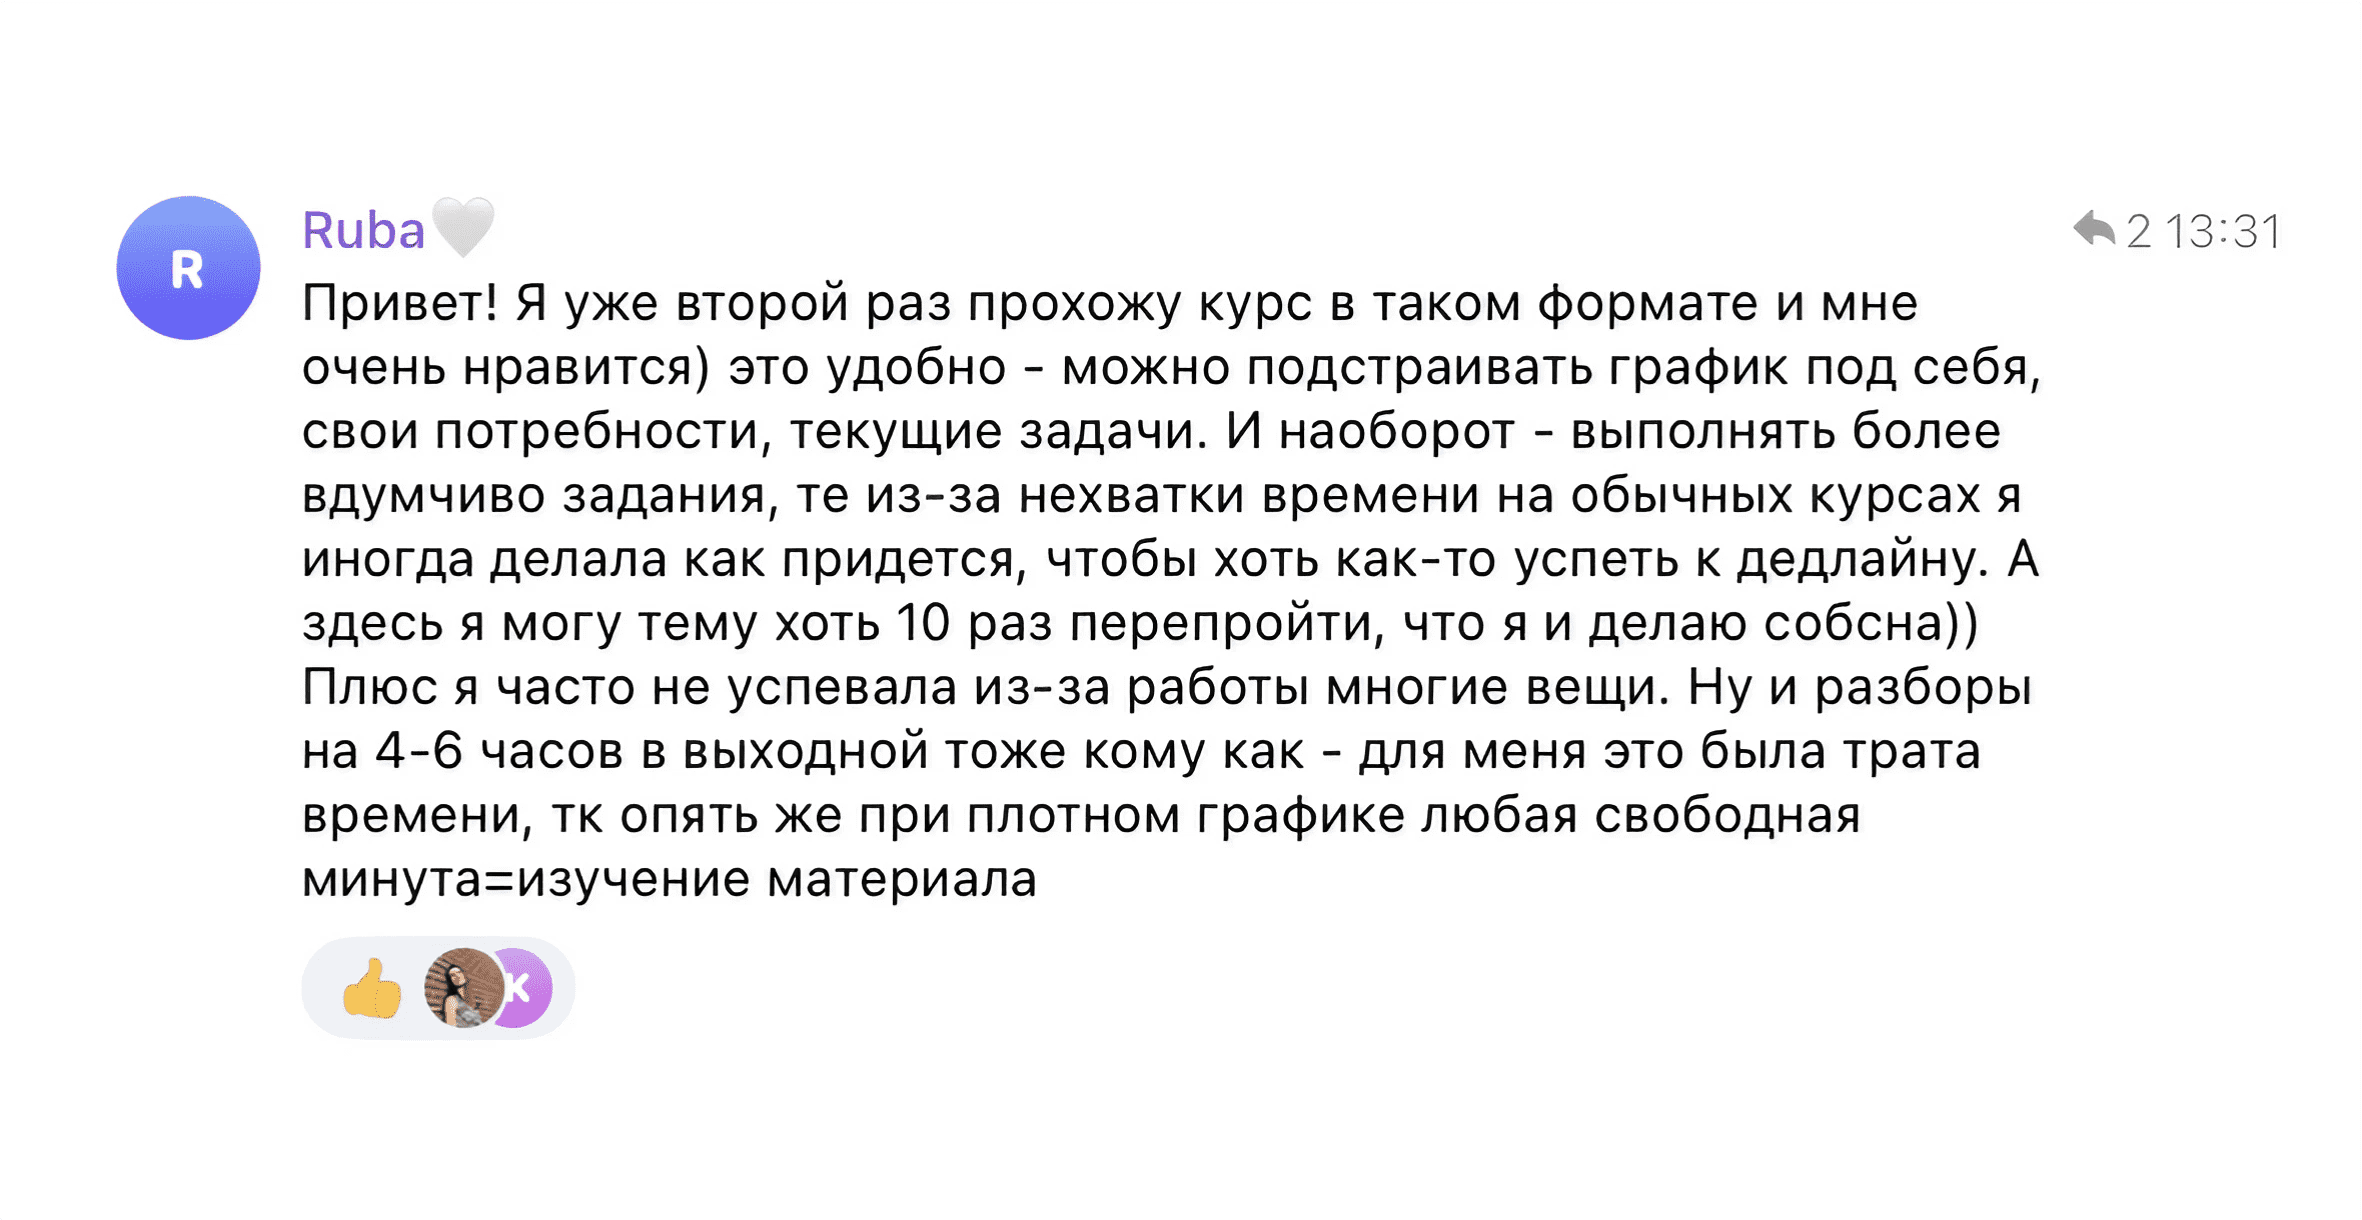 R
Ruba🤍
2 13:31
Привет! Я уже второй раз прохожу курс в таком формате и мне
очень нравится) это удобно - можно подстраивать график под себя,
свои потребности, текущие задачи. И наоборот - выполнять более
вдумчиво задания, те из-за нехватки времени на обычных курсах я
иногда делала как придется, чтобы хоть как-то успеть к дедлайну. А
здесь я могу тему хоть 10 раз перепройти, что я и делаю собсна))
Плюс я часто не успевала из-за работы многие вещи. Ну и разборы
на 4-6 часов в выходной тоже кому как - для меня это была трата
времени, тк опять же при плотном графике любая свободная
минута=изучение материала
K